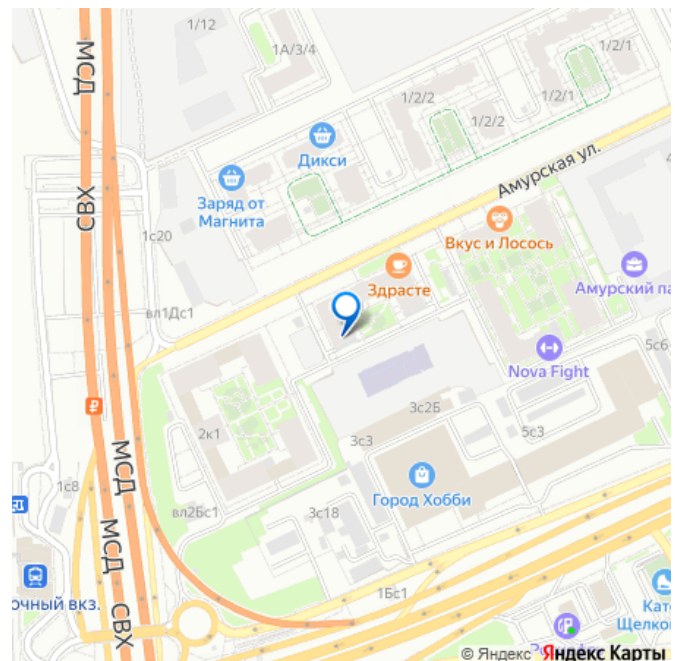 1/12
МСД
1А/3/4
1/2/1
1/2/2
1/2/1
1/2/2
Дикси
Заряд от
Магнита
Амурская ул.
СВХ
1с20
Вкус и Лосось
Здрасте
Амурский па
вл1Дс1
Nova Fight
5с6
3с2Б
2к1
3с3
5с3
МСД
1с8
Город Хобби
вл2Бс1
3с18
МСД
1Бс1
очный вкз.
СВХ
Кат
Щелко
© Яндекс Яндекс Карты